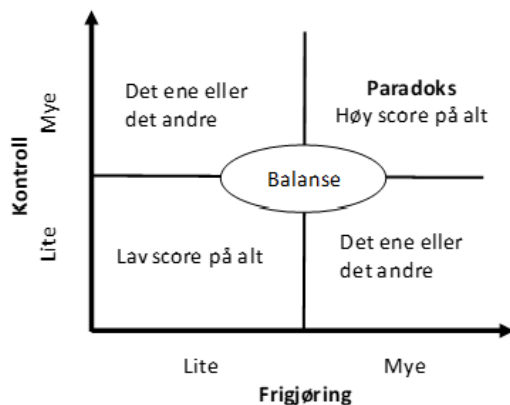 Det ene eller
det andre
Paradoks
Høy score på alt
Balanse
Kontroll
Mye
Lite
Lav score på alt
Det ene eller
det andre
Lite
Mye
Frigjøring